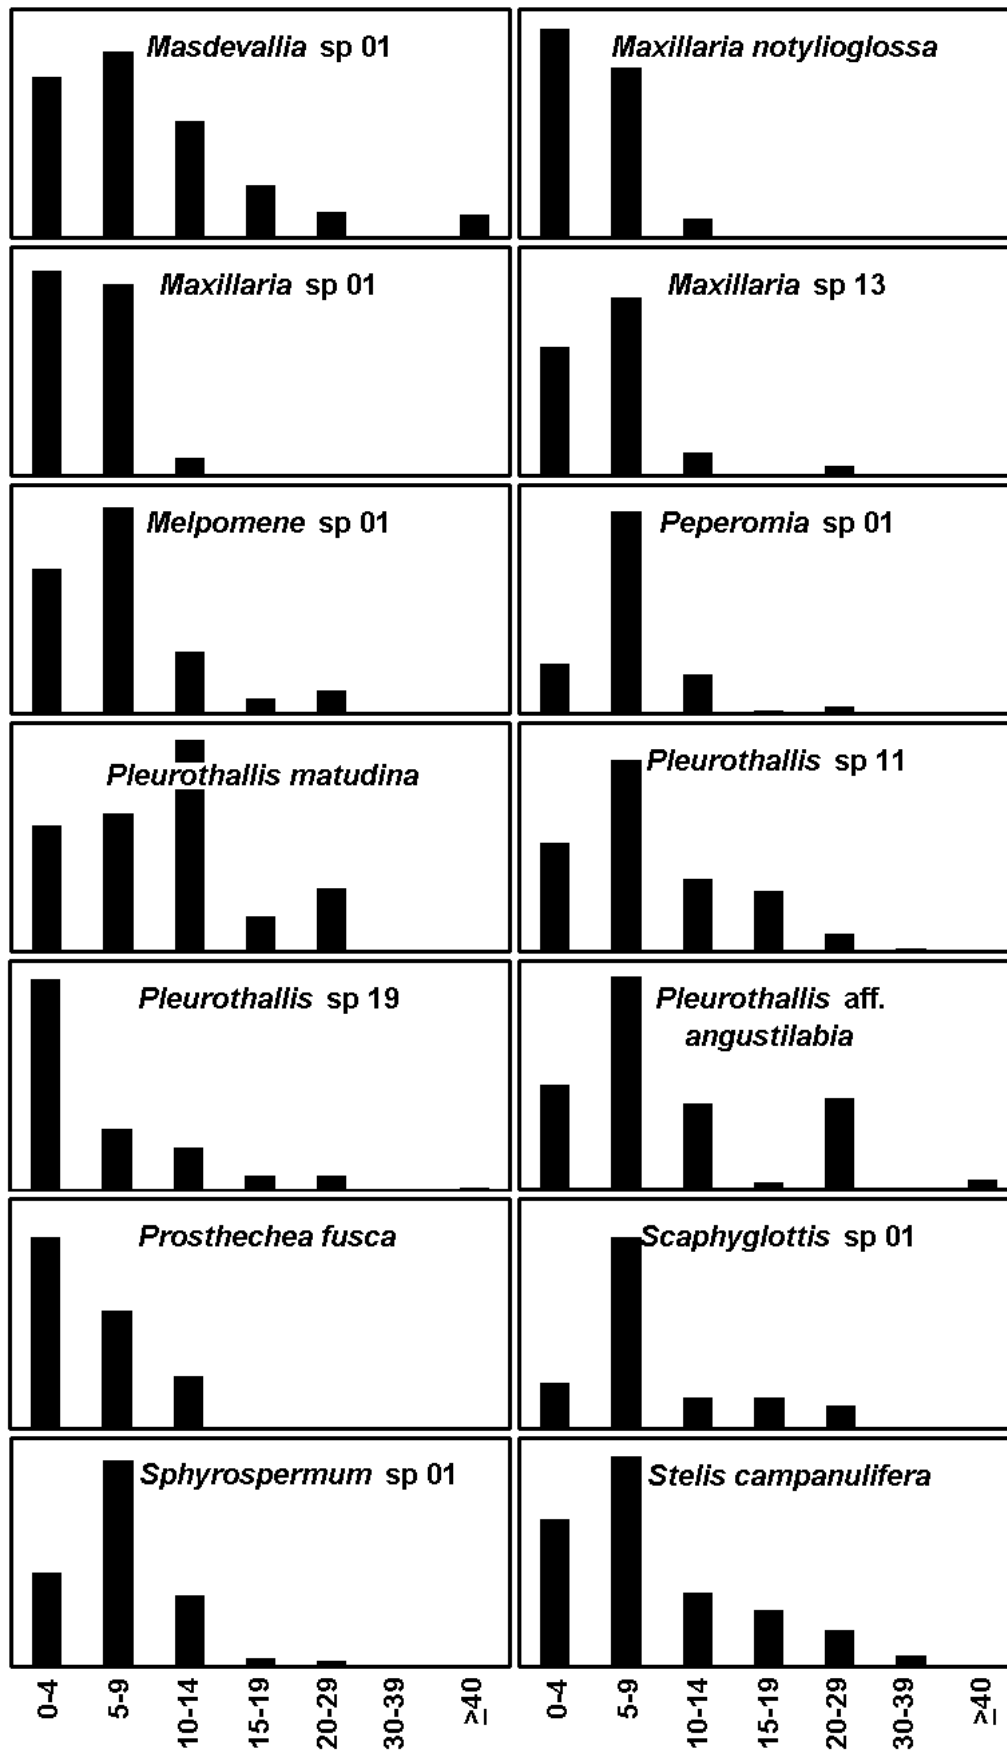 Masdevallia sp 01
Maxillaria notylioglossa
Maxillaria sp 01
Maxillaria sp 13
Melpomene sp 01
Peperomia sp 01
Pleurothallis matudina
Pleurothallis sp 11
Pleurothallis sp 19
Pleurothallis aff.
angustilabia
Prosthechea fusca
Scaphyglottis sp 01
Sphyrospermum sp 01
Stelis campanulifera
0-4 5-9 10-14 15-19 20-29 30-39 ≥40
0-4 5-9 10-14 15-19 20-29 30-39 ≥40